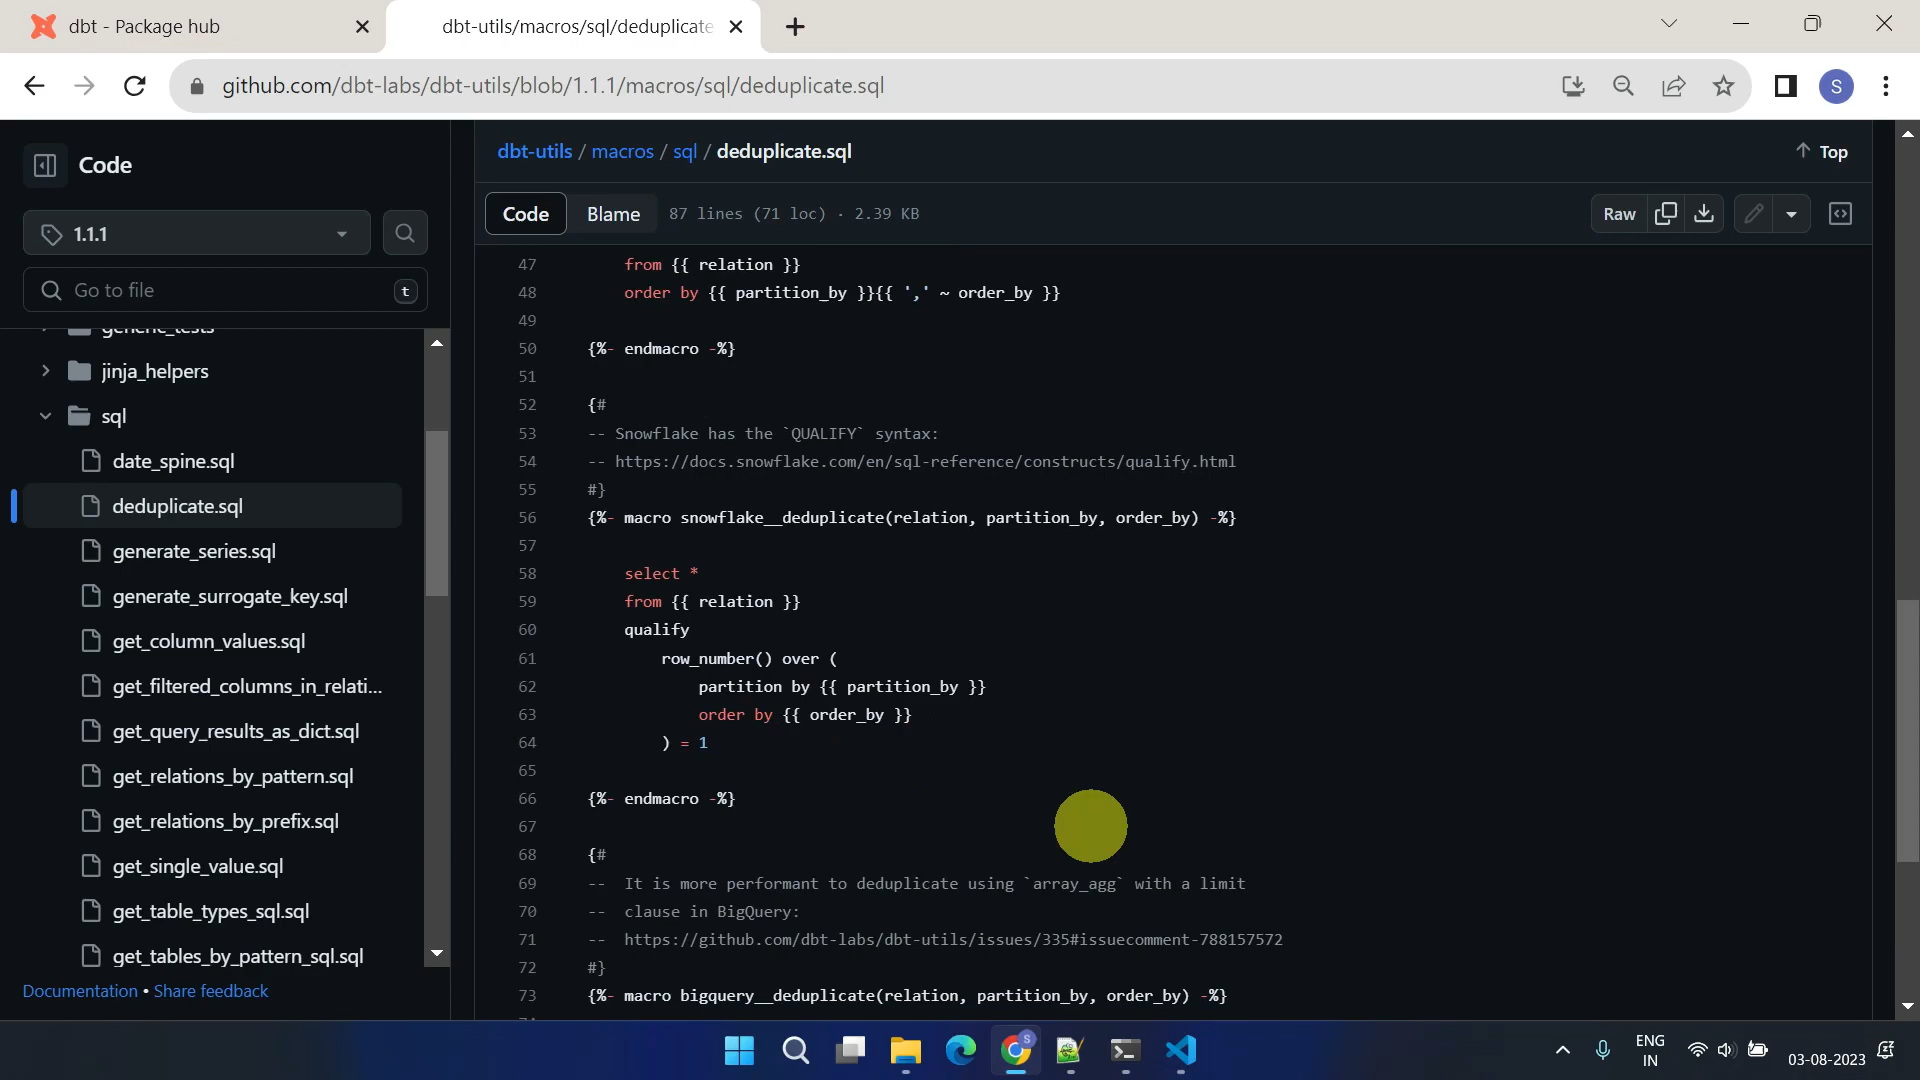 dbt - Package hub
dbt-utils/macros/sql/deduplicate
github.com/dbt-labs/dbt-utils/blob/1.1.1/macros/sql/deduplicate.sql
S
Code
1.1.1
Go to file
t
generic_tests
jinja_helpers
sql
date_spine.sql
deduplicate.sql
generate_series.sql
generate_surrogate_key.sql
get_column_values.sql
get_filtered_columns_in_relati...
get_query_results_as_dict.sql
get_relations_by_pattern.sql
get_relations_by_prefix.sql
get_single_value.sql
get_table_types_sql.sql
get_tables_by_pattern_sql.sql
Documentation • Share feedback
dbt-utils / macros / sql / deduplicate.sql
Top
Code Blame 87 lines (71 loc) · 2.39 KB
Raw
47 from {{ relation }}
48 order by {{ partition_by }}{{ ',' ~ order_by }}
49
50 {%- endmacro -%}
51
52 {#
53 -- Snowflake has the `QUALIFY` syntax:
54 -- https://docs.snowflake.com/en/sql-reference/constructs/qualify.html
55 #}
56 {%- macro snowflake__deduplicate(relation, partition_by, order_by) -%}
57
58 select *
59 from {{ relation }}
60 qualify
61 row_number() over (
62 partition by {{ partition_by }}
63 order by {{ order_by }}
64 ) = 1
65
66 {%- endmacro -%}
67
68 {#
69 -- It is more performant to deduplicate using `array_agg` with a limit
70 -- clause in BigQuery:
71 -- https://github.com/dbt-labs/dbt-utils/issues/335#issuecomment-788157572
72 #}
73 {%- macro bigquery__deduplicate(relation, partition_by, order_by) -%}
S
ENG
IN
03-08-2023